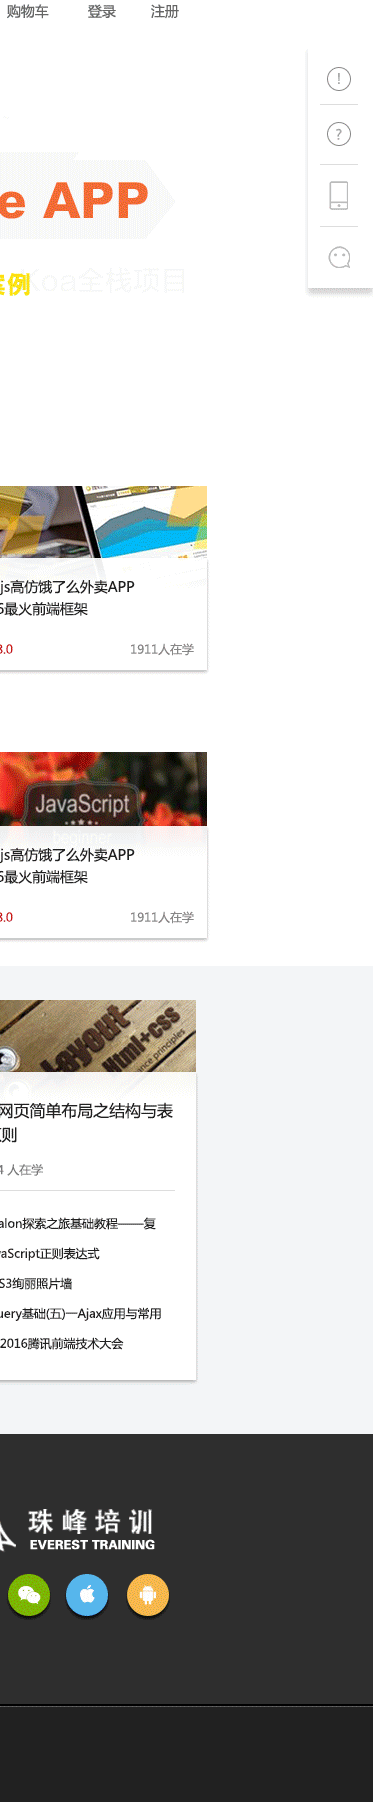 购物车 登录 注册
e APP
案例
Koa全栈项目
js高仿饿了么外卖APP
5最火前端框架
3.0 1911人在学
JavaScript
beginner
js高仿饿了么外卖APP
5最火前端框架
3.0 1911人在学
Layout
Html+css
ance principles
网页简单布局之结构与表
原则
4 人在学
alon探索之旅基础教程——复
vaScript正则表达式
SS3绚丽照片墙
uery基础(五)—Ajax应用与常用
2016腾讯前端技术大会
珠峰培训
EVEREST TRAINING